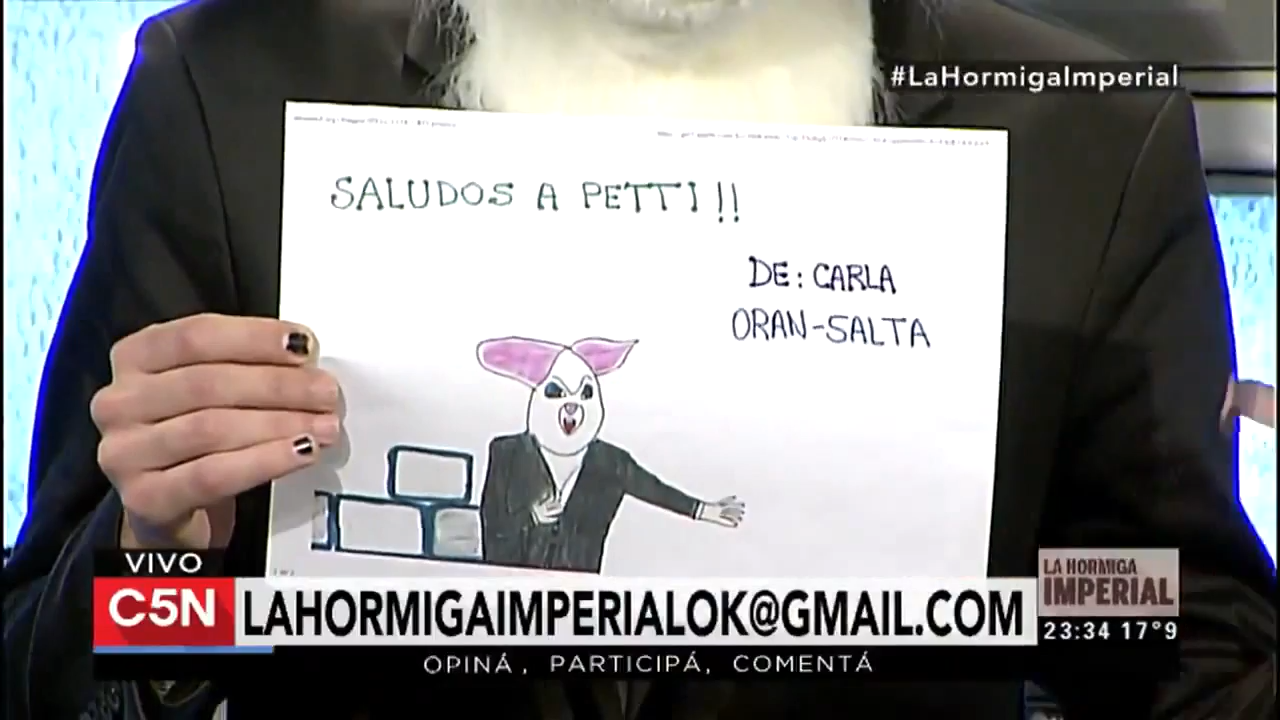 #LaHormigaImperial
SALUDOS A PETTI!!
DE: CARLA
ORAN-SALTA
VIVO
C5N
LAHORMIGAIMPERIALOK@GMAIL.COM
LA HORMIGA
IMPERIAL
23:34 17°9
OPINÁ, PARTICIPÁ, COMENTÁ